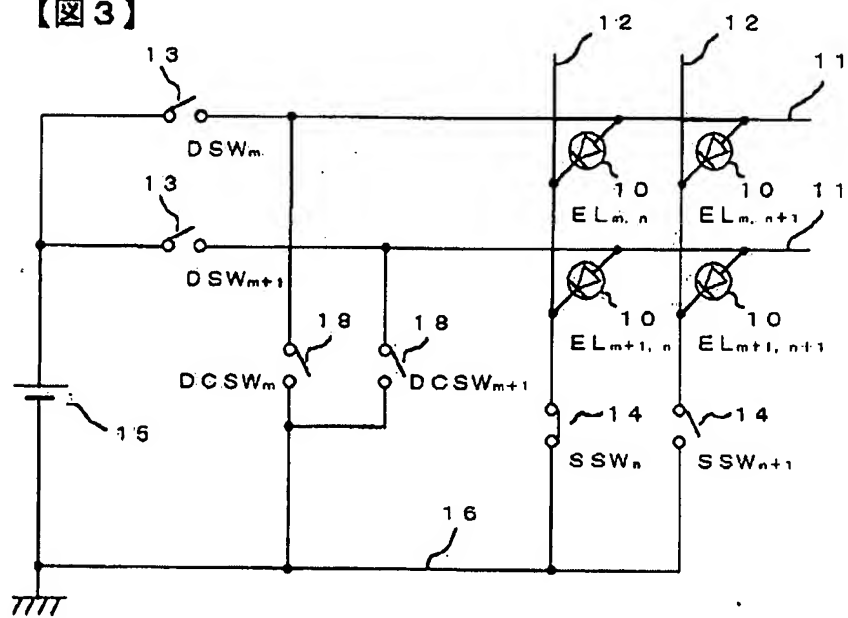 【図3】
12 12
13 11
DSWm
10 10
13 ELm, n ELm, n+1 11
DSWm+1
18 18 10 10
ELm+1, n ELm+1, n+1
DCSWm DCSWm+1
14 14
15
SSWn SSWn+1
16